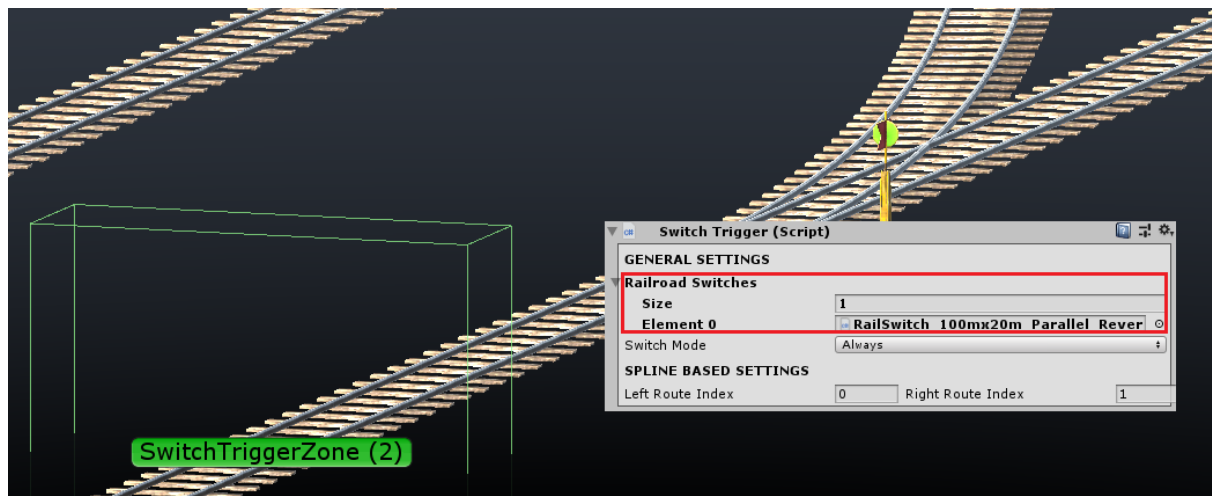 Switch Trigger (Script)
GENERAL SETTINGS
Railroad Switches
Size 1
Element 0 RailSwitch_100mx20m_Parallel_Rever
Switch Mode Always
SPLINE BASED SETTINGS
Left Route Index 0 Right Route Index 1
SwitchTriggerZone (2)